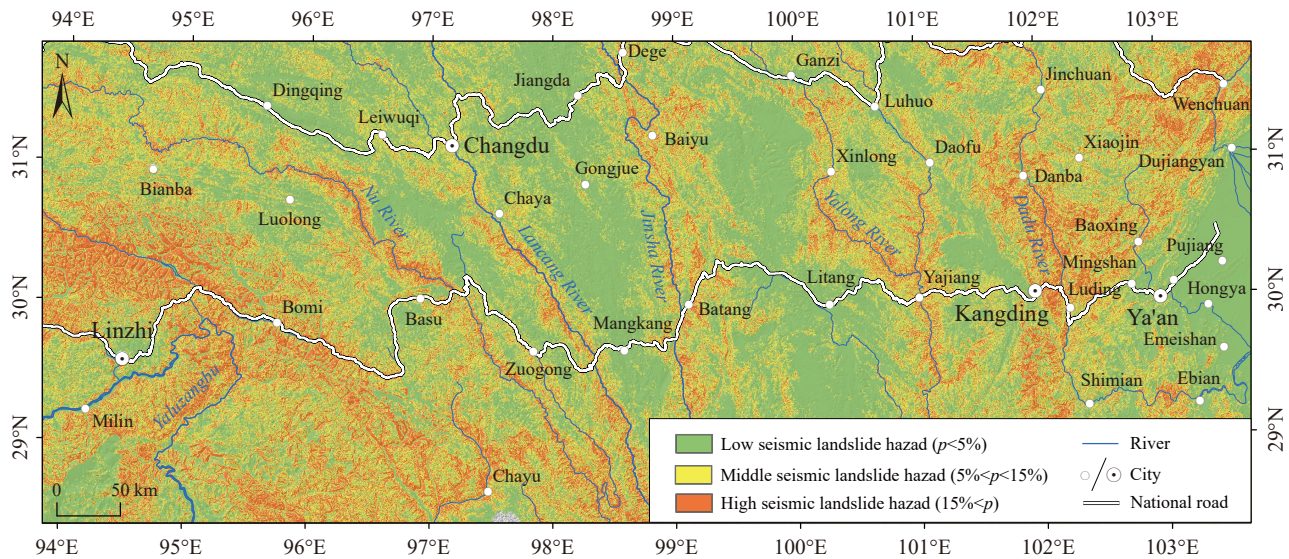 94°E 95°E 96°E 97°E 98°E 99°E 100°E 101°E 102°E 103°E
N
Dege
Ganzi
Jiangda
Jinchuan
Dingqing
Luhuo
Wenchuan
Leiwuqi
Changdu
Baiyu
Xiaojin
Dujiangyan
31°N
31°N
Xinlong
Daofu
Gongjue
Danba
Bianba
Nu River
Chaya
Luolong
Lancang River
Jinsha River
Yalong River
Dadu River
Baoxing
Pujiang
Mingshan
30°N
30°N
Litang
Yajiang
Luding
Hongya
Bomi
Basu
Batang
Kangding
Ya'an
Linzhi
Mangkang
Emeishan
Zuogong
Yaluzangbu
Shimian
Ebian
Milin
29°N
29°N
Chayu
0 50 km
Low seismic landslide hazad (p<5%)
Middle seismic landslide hazad (5%<p<15%)
High seismic landslide hazad (15%<p)
River
City
National road
94°E 95°E 96°E 97°E 98°E 99°E 100°E 101°E 102°E 103°E